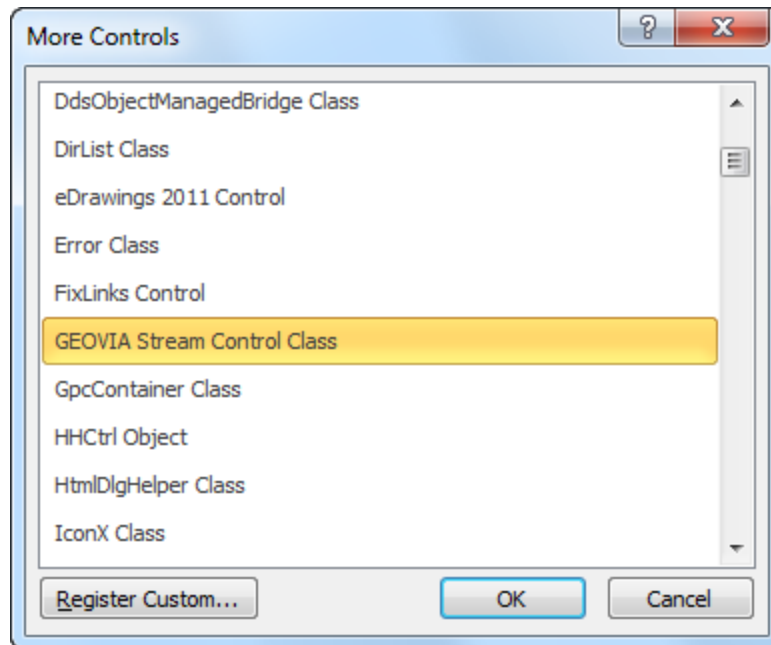 More Controls
DdsObjectManagedBridge Class
DirList Class
eDrawings 2011 Control
Error Class
FixLinks Control
GEOVIA Stream Control Class
GpcContainer Class
HHCtrl Object
HtmlDlgHelper Class
IconX Class
Register Custom... OK Cancel